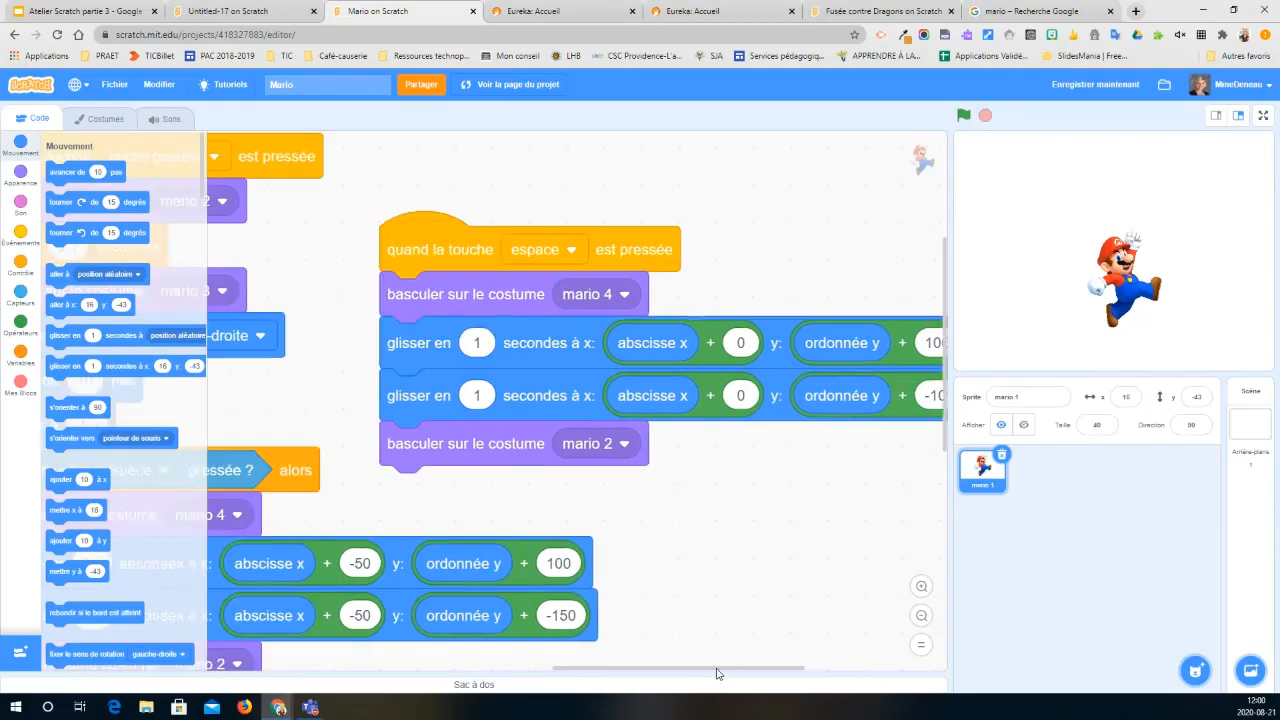 Atelier Scratch partie 3 - Google
Untitled-17 on Scratch
Mario on Scratch
Eureka: Accueil
Eureka: Accueil
Fusée contre Dragons on Scratch
mario – Recherche Google
scratch.mit.edu/projects/418327883/editor/
Applications
PRAET
TICBillet
PAC 2018-2019
TIC
Café-causerie
Ressources technop...
Mon conseil
LHB
CSC Providence-L'a...
SJA
Services pédagogiq...
APPRENDRE À LA...
Applications Validé...
SlidesMania | Free...
Autres favoris
SCRATCH
Fichier
Modifier
Tutoriels
Mario
Partager
Voir la page du projet
Enregistrer maintenant
MmeDeneau
Code
Costumes
Sons
Mouvement
Apparence
Son
Événements
Contrôle
Capteurs
Opérateurs
Variables
Mes Blocs
Mouvement
avancer de 10 pas
tourner de 15 degrés
tourner de 15 degrés
aller à position aléatoire
aller à x: 16 y: -43
glisser en 1 secondes à position aléatoire
glisser en 1 secondes à x: 16 y: -43
s'orienter à 90
s'orienter vers pointeur de souris
ajouter 10 à x
mettre x à 16
ajouter 10 à y
mettre y à -43
rebondir si le bord est atteint
fixer le sens de rotation gauche-droite
est pressée
mario 2
mario 3
-droite
espace pressée ? alors
mario 4
abscisse x + -50 y: ordonnée y + 100
abscisse x + -50 y: ordonnée y + -150
mario 2
quand la touche espace est pressée
basculer sur le costume mario 4
glisser en 1 secondes à x: abscisse x + 0 y: ordonnée y + 100
glisser en 1 secondes à x: abscisse x + 0 y: ordonnée y + -10
basculer sur le costume mario 2
Sac à dos
Sprite mario 1 x 16 y -43
Afficher Taille 40 Direction 90
mario 1
Scène
Arrière-plans
1
12:00
2020-08-21